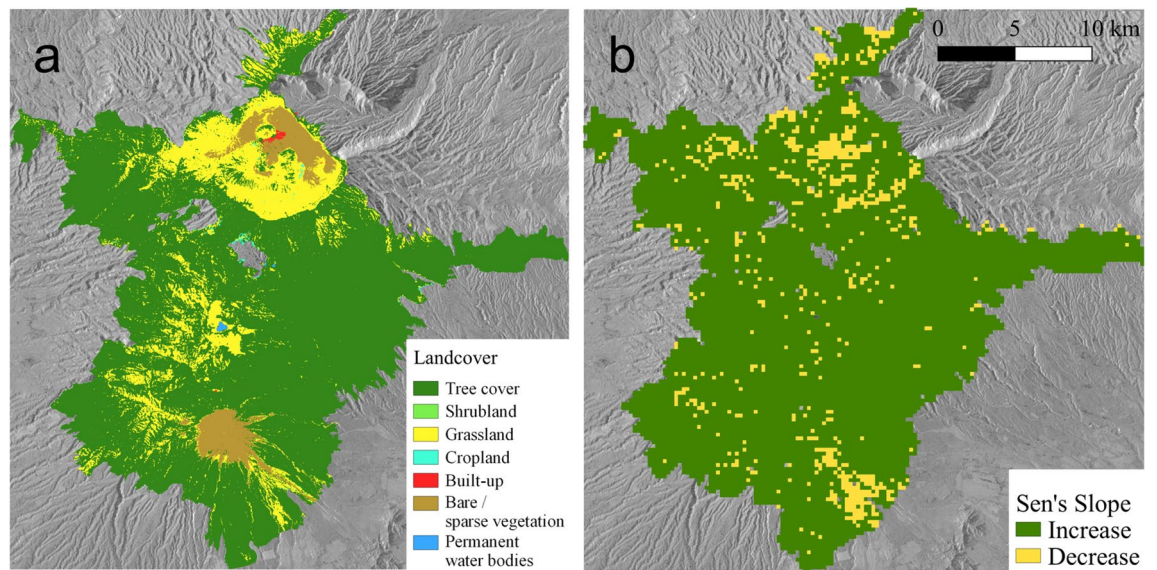 a
Landcover
Tree cover
Shrubland
Grassland
Cropland
Built-up
Bare /
sparse vegetation
Permanent
water bodies
b
0 5 10 km
Sen's Slope
Increase
Decrease